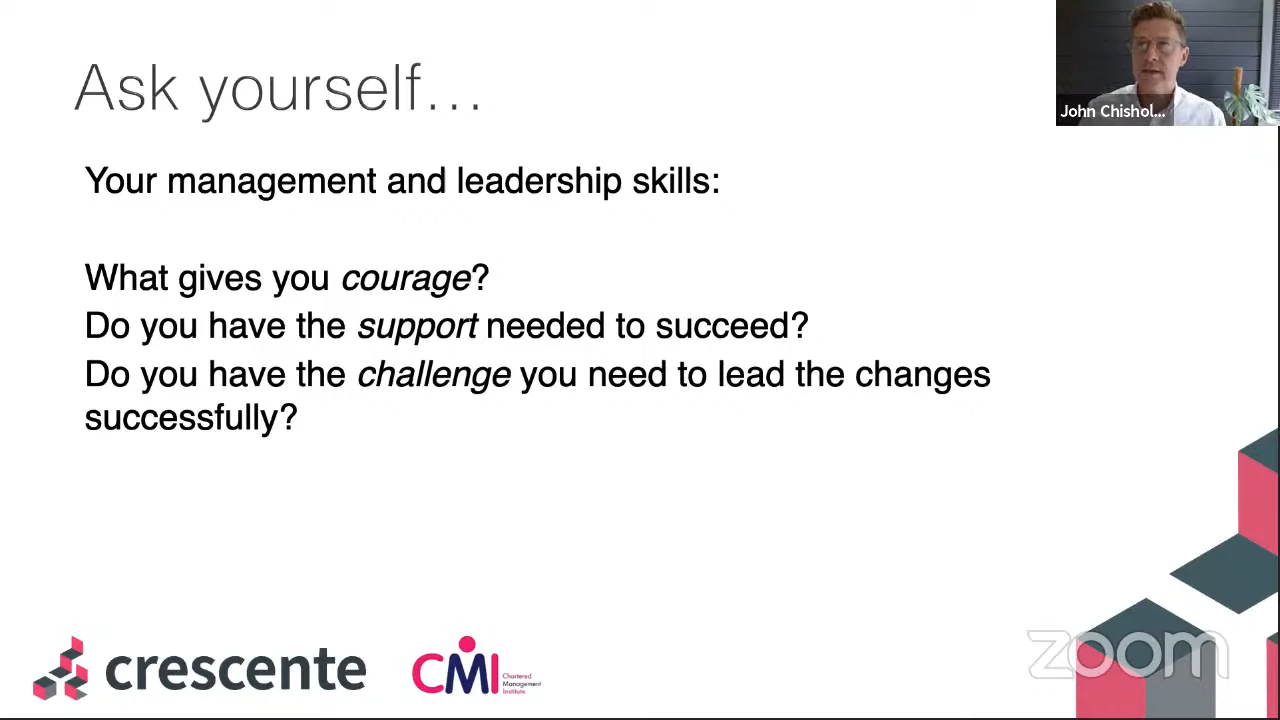 Ask yourself…
John Chishol...
Your management and leadership skills:
What gives you courage?
Do you have the support needed to succeed?
Do you have the challenge you need to lead the changes
successfully?
crescente
CMI
Chartered
Management
Institute
zoom